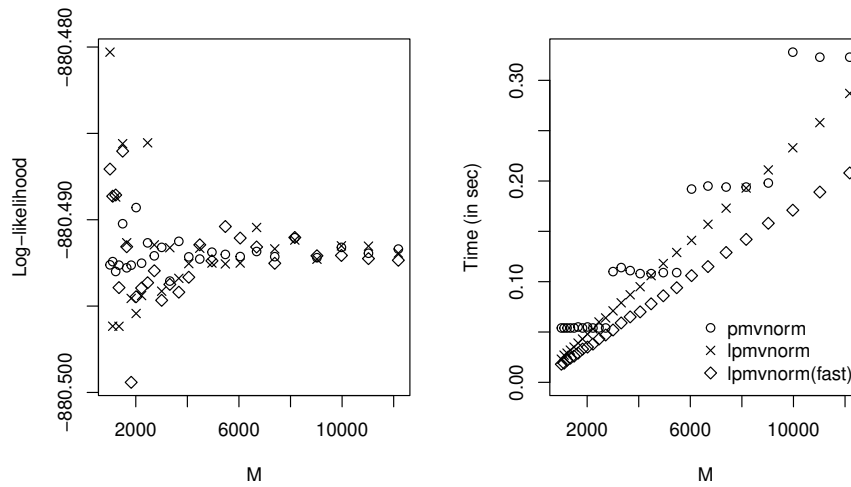 Log−likelihood
−880.480
−880.490
−880.500
2000
6000
10000
M
Time (in sec)
0.30
0.20
0.10
0.00
pmvnorm
lpmvnorm
lpmvnorm(fast)
2000
6000
10000
M